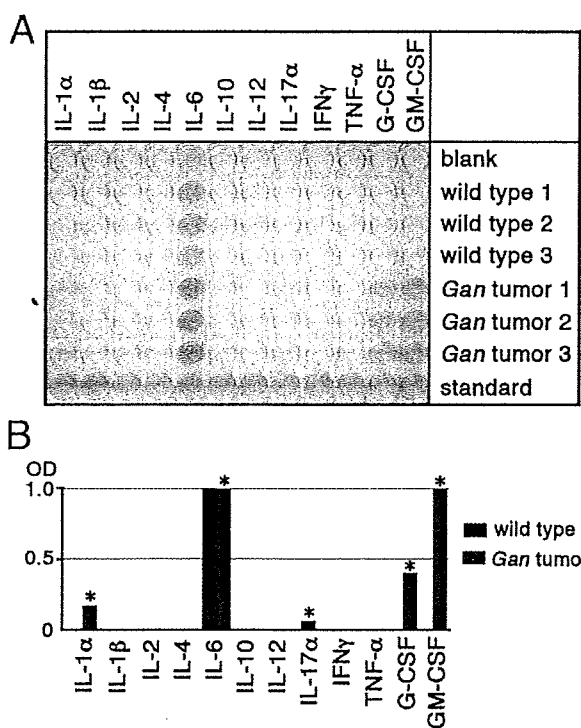 A
IL-1α
IL-1β
IL-2
IL-4
IL-6
IL-10
IL-12
IL-17α
IFNγ
TNF-α
G-CSF
GM-CSF
blank
wild type 1
wild type 2
wild type 3
Gan tumor 1
Gan tumor 2
Gan tumor 3
standard
B
OD
1.0
0.5
0
* * * * *
wild type
Gan tumo
IL-1α
IL-1β
IL-2
IL-4
IL-6
IL-10
IL-12
IL-17α
IFNγ
TNF-α
G-CSF
GM-CSF